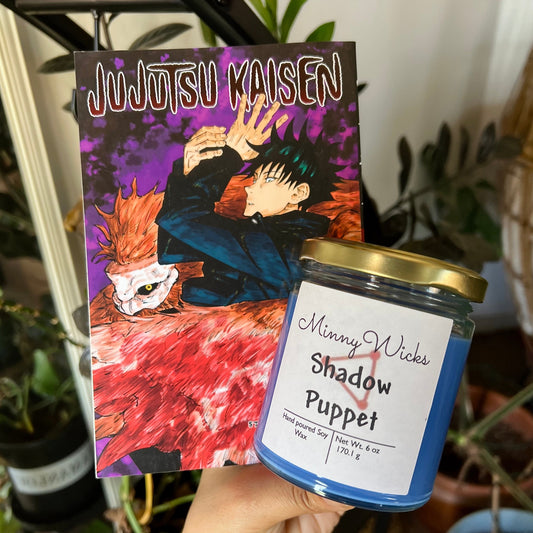 JUJUTSU KAISEN
Minny Wicks
Shadow
Puppet
Hand poured Soy
Wax
Net Wt. 6 oz
170.1 g